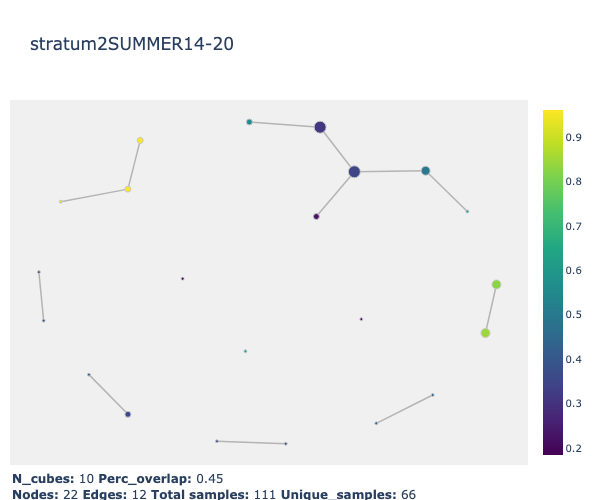 stratum2SUMMER14-20
0.9
0.8
0.7
0.6
0.5
0.4
0.3
0.2
N_cubes: 10 Perc_overlap: 0.45
Nodes: 22 Edges: 12 Total samples: 111 Unique_samples: 66